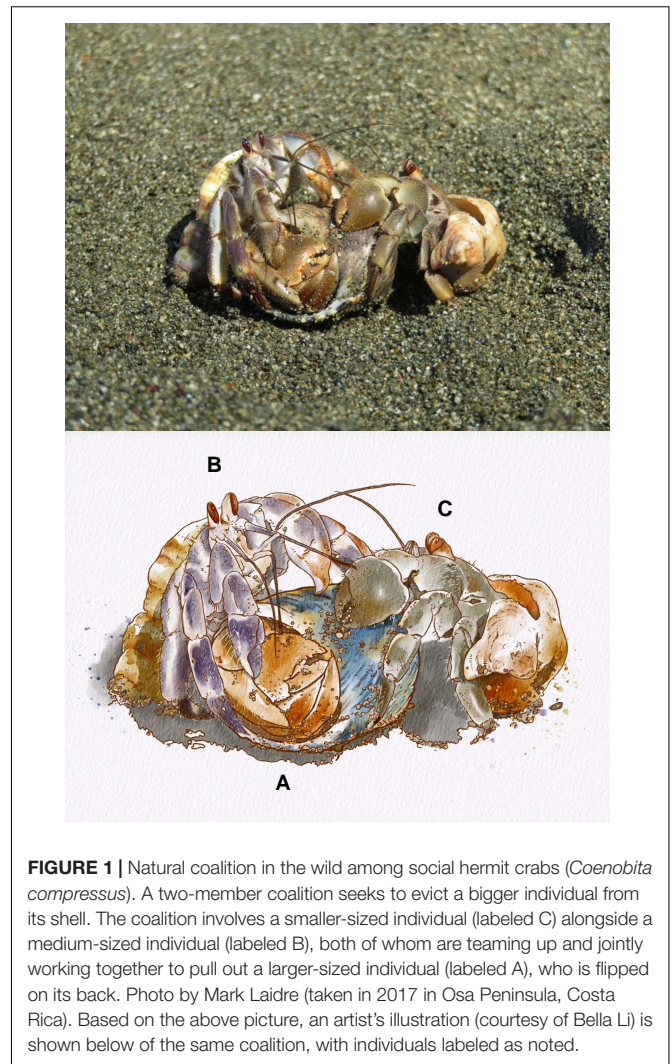 B
C
A
FIGURE 1 | Natural coalition in the wild among social hermit crabs (Coenobita
compressus). A two-member coalition seeks to evict a bigger individual from
its shell. The coalition involves a smaller-sized individual (labeled C) alongside
a medium-sized individual (labeled B), both of whom are teaming up and jointly
working together to pull out a larger-sized individual (labeled A), who is flipped
on its back. Photo by Mark Laidre (taken in 2017 in Osa Peninsula, Costa
Rica). Based on the above picture, an artist’s illustration (courtesy of Bella Li) is
shown below of the same coalition, with individuals labeled as noted.